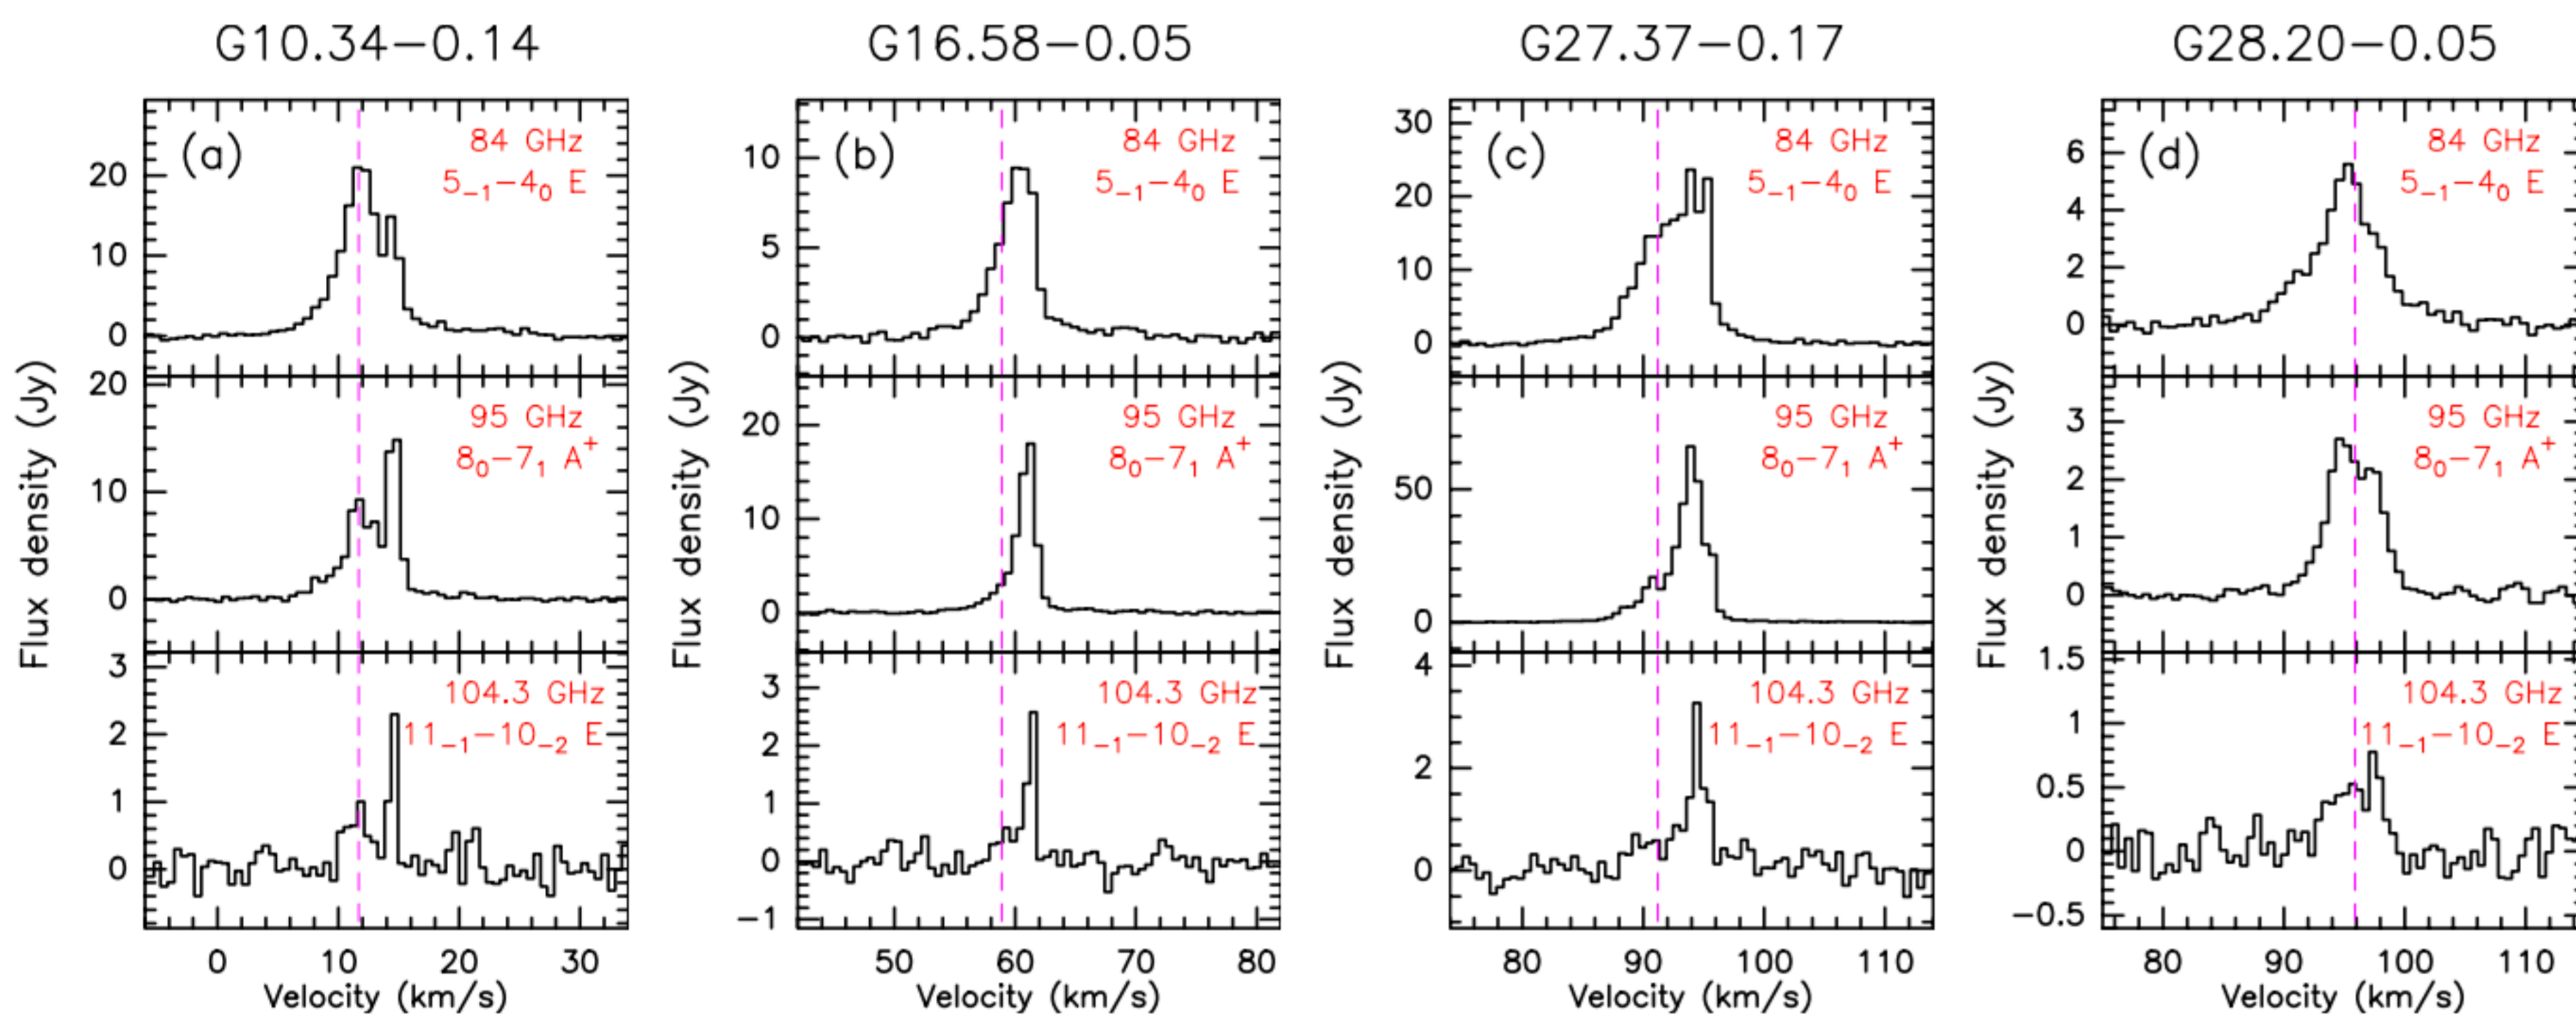 G10.34−0.14
(a)
84 GHz
5₋₁−4₀ E
20
10
0
95 GHz
8₀−7₁ A⁺
20
10
0
104.3 GHz
11₋₁−10₋₂ E
3
2
1
0
0 10 20 30
Velocity (km/s)
Flux density (Jy)
G16.58−0.05
(b)
84 GHz
5₋₁−4₀ E
10
5
0
95 GHz
8₀−7₁ A⁺
20
10
0
104.3 GHz
11₋₁−10₋₂ E
3
2
1
0
−1
50 60 70 80
Velocity (km/s)
Flux density (Jy)
G27.37−0.17
(c)
84 GHz
5₋₁−4₀ E
30
20
10
0
95 GHz
8₀−7₁ A⁺
50
0
104.3 GHz
11₋₁−10₋₂ E
4
2
0
80 90 100 110
Velocity (km/s)
Flux density (Jy)
G28.20−0.05
(d)
84 GHz
5₋₁−4₀ E
6
4
2
0
95 GHz
8₀−7₁ A⁺
3
2
1
0
104.3 GHz
11₋₁−10₋₂ E
1.5
1
0.5
0
−0.5
80 90 100 110
Velocity (km/s)
Flux density (Jy)